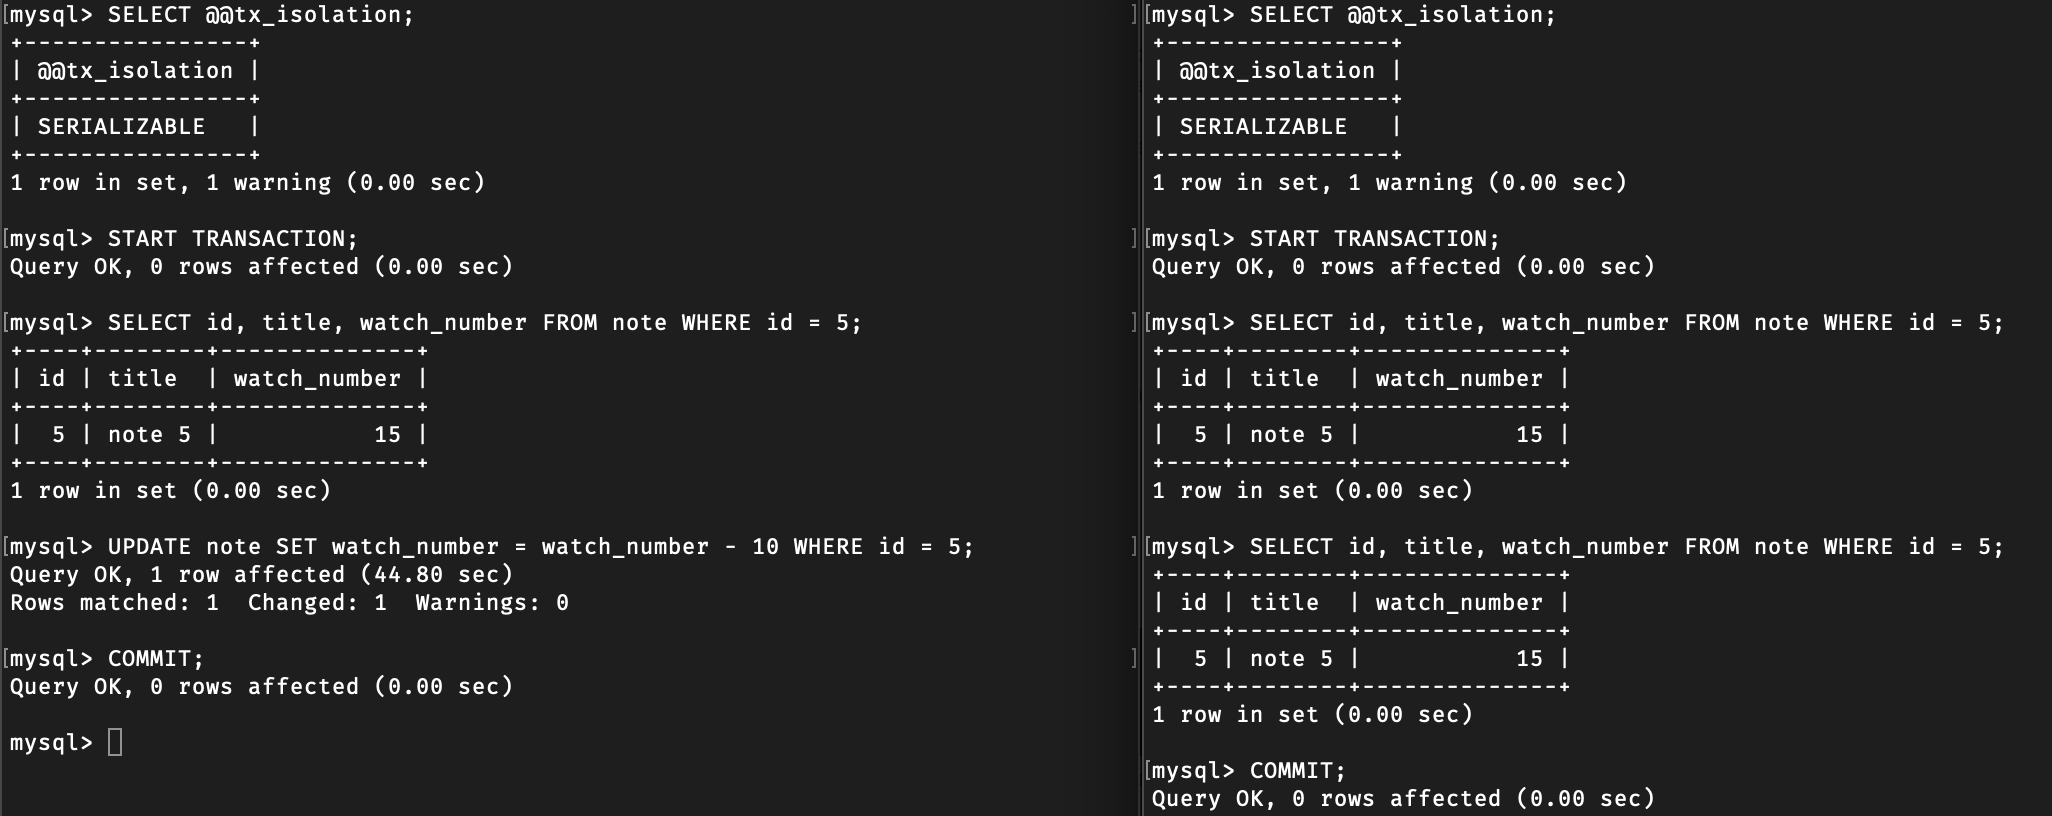 mysql> SELECT @@tx_isolation;
+----------------+
| @@tx_isolation |
+----------------+
| SERIALIZABLE   |
+----------------+
1 row in set, 1 warning (0.00 sec)

mysql> START TRANSACTION;
Query OK, 0 rows affected (0.00 sec)

mysql> SELECT id, title, watch_number FROM note WHERE id = 5;
+----+--------+--------------+
| id | title  | watch_number |
+----+--------+--------------+
|  5 | note 5 |           15 |
+----+--------+--------------+
1 row in set (0.00 sec)

mysql> UPDATE note SET watch_number = watch_number - 10 WHERE id = 5;
Query OK, 1 row affected (44.80 sec)
Rows matched: 1  Changed: 1  Warnings: 0

mysql> COMMIT;
Query OK, 0 rows affected (0.00 sec)

mysql>

mysql> SELECT @@tx_isolation;
+----------------+
| @@tx_isolation |
+----------------+
| SERIALIZABLE   |
+----------------+
1 row in set, 1 warning (0.00 sec)

mysql> START TRANSACTION;
Query OK, 0 rows affected (0.00 sec)

mysql> SELECT id, title, watch_number FROM note WHERE id = 5;
+----+--------+--------------+
| id | title  | watch_number |
+----+--------+--------------+
|  5 | note 5 |           15 |
+----+--------+--------------+
1 row in set (0.00 sec)

mysql> SELECT id, title, watch_number FROM note WHERE id = 5;
+----+--------+--------------+
| id | title  | watch_number |
+----+--------+--------------+
|  5 | note 5 |           15 |
+----+--------+--------------+
1 row in set (0.00 sec)

mysql> COMMIT;
Query OK, 0 rows affected (0.00 sec)